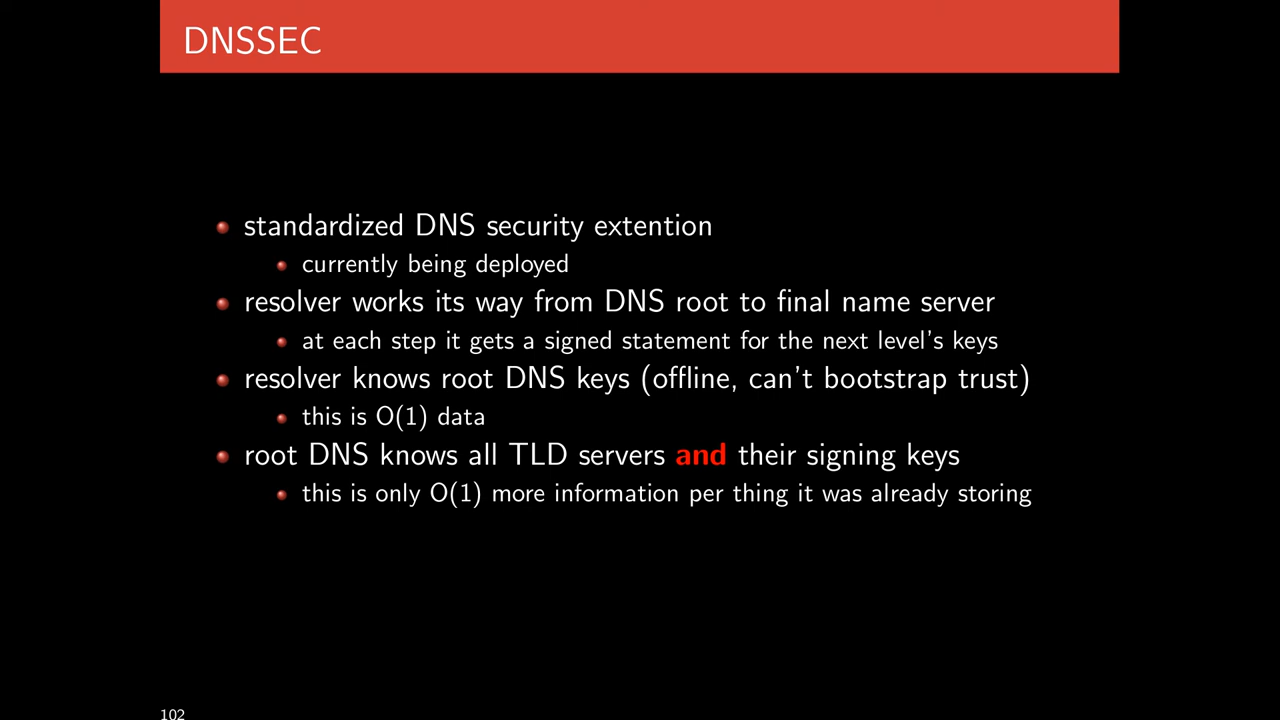 DNSSEC
standardized DNS security extention
currently being deployed
resolver works its way from DNS root to final name server
at each step it gets a signed statement for the next level's keys
resolver knows root DNS keys (offline, can't bootstrap trust)
this is O(1) data
root DNS knows all TLD servers and their signing keys
this is only O(1) more information per thing it was already storing
102